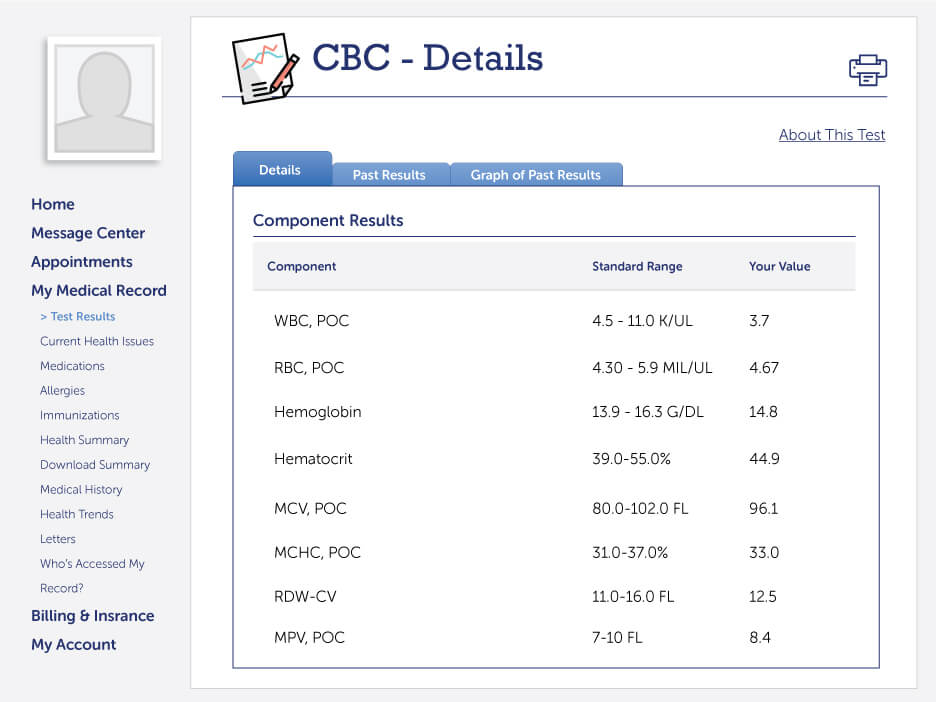 CBC - Details
About This Test
Home
Message Center
Appointments
My Medical Record
> Test Results
Current Health Issues
Medications
Allergies
Immunizations
Health Summary
Download Summary
Medical History
Health Trends
Letters
Who's Accessed My
Record?
Billing & Insrance
My Account
Details Past Results Graph of Past Results
Component Results
Component Standard Range Your Value
WBC, POC 4.5 - 11.0 K/UL 3.7
RBC, POC 4.30 - 5.9 MIL/UL 4.67
Hemoglobin 13.9 - 16.3 G/DL 14.8
Hematocrit 39.0-55.0% 44.9
MCV, POC 80.0-102.0 FL 96.1
MCHC, POC 31.0-37.0% 33.0
RDW-CV 11.0-16.0 FL 12.5
MPV, POC 7-10 FL 8.4